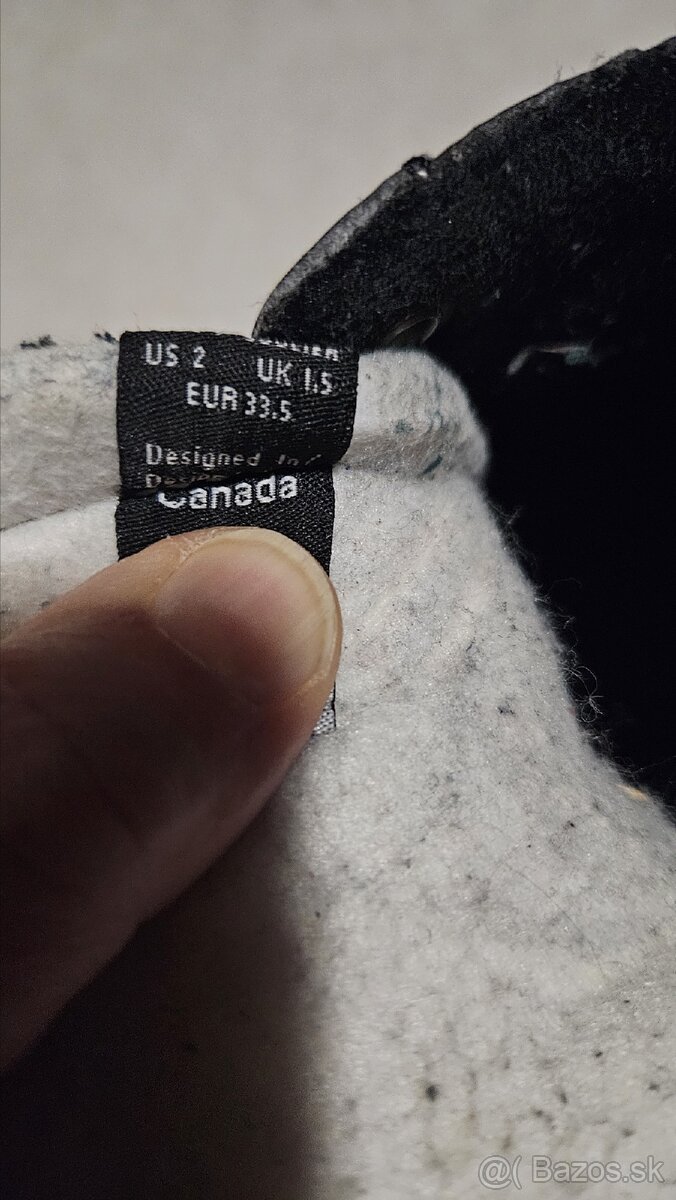 US 2 UK 1.5
EUR 33.5
Designed in
Canada
@( Bazos.sk